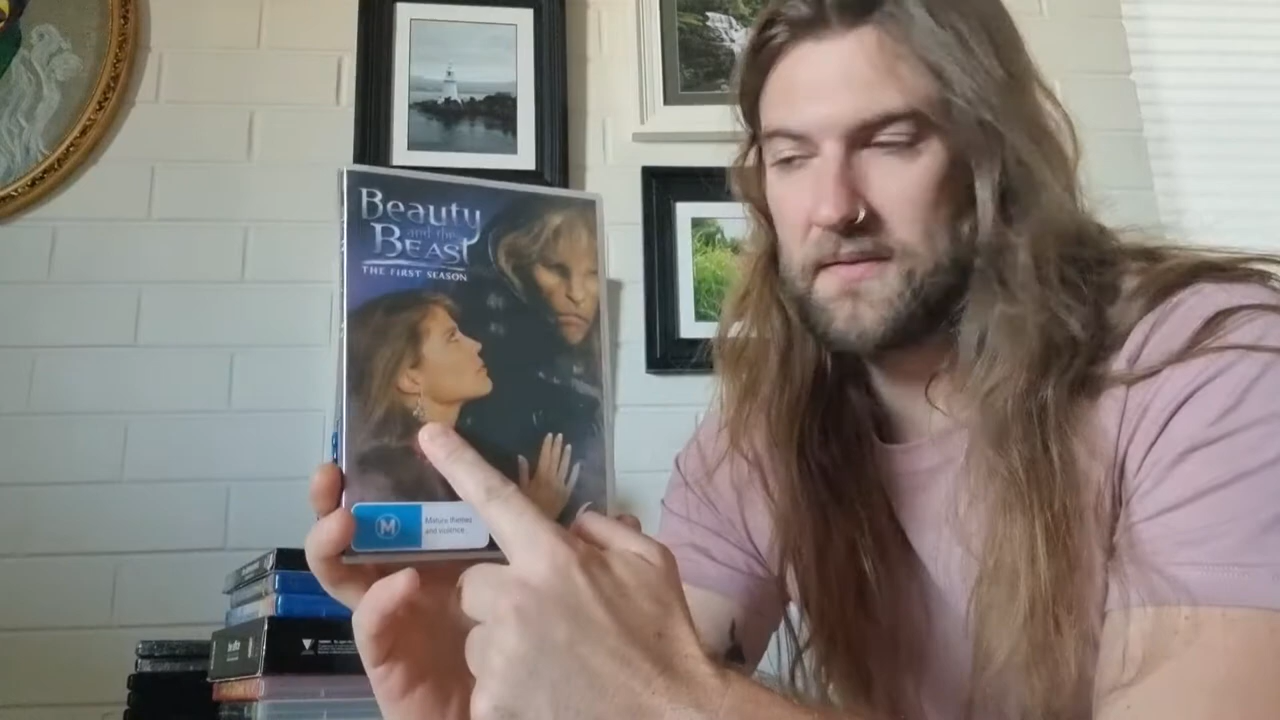 Beauty
and the
BEAST
THE FIRST SEASON
M
Mature themes
and violence.